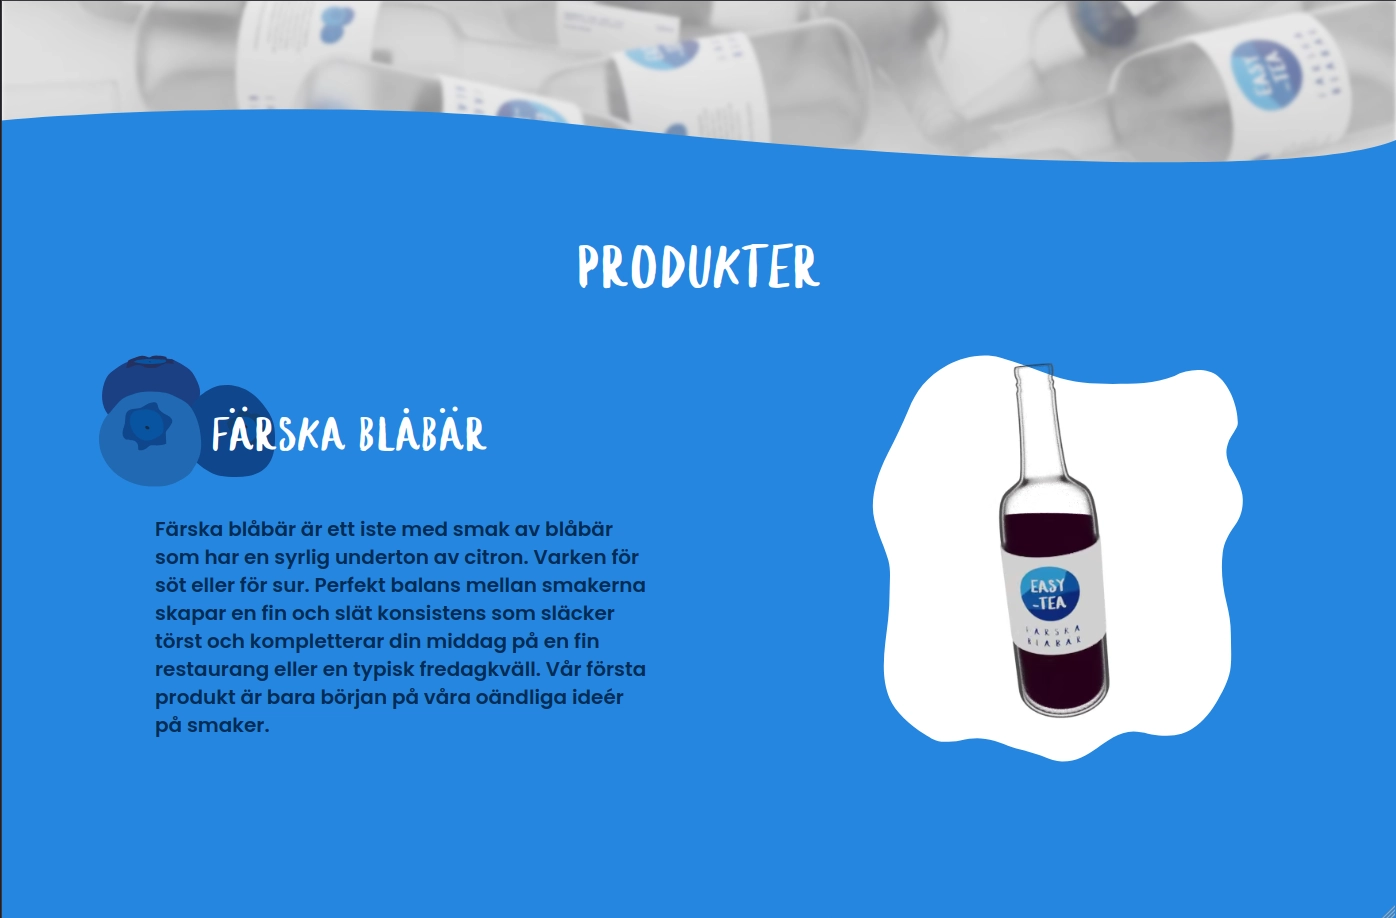 EASY
-TEA
PRODUKTER
FÄRSKA BLÅBÄR
Färska blåbär är ett iste med smak av blåbär
som har en syrlig underton av citron. Varken för
söt eller för sur. Perfekt balans mellan smakerna
skapar en fin och slät konsistens som släcker
törst och kompletterar din middag på en fin
restaurang eller en typisk fredagkväll. Vår första
produkt är bara början på våra oändliga ideér
på smaker.
EASY
-TEA
FÄRSKA
BLÅBÄR